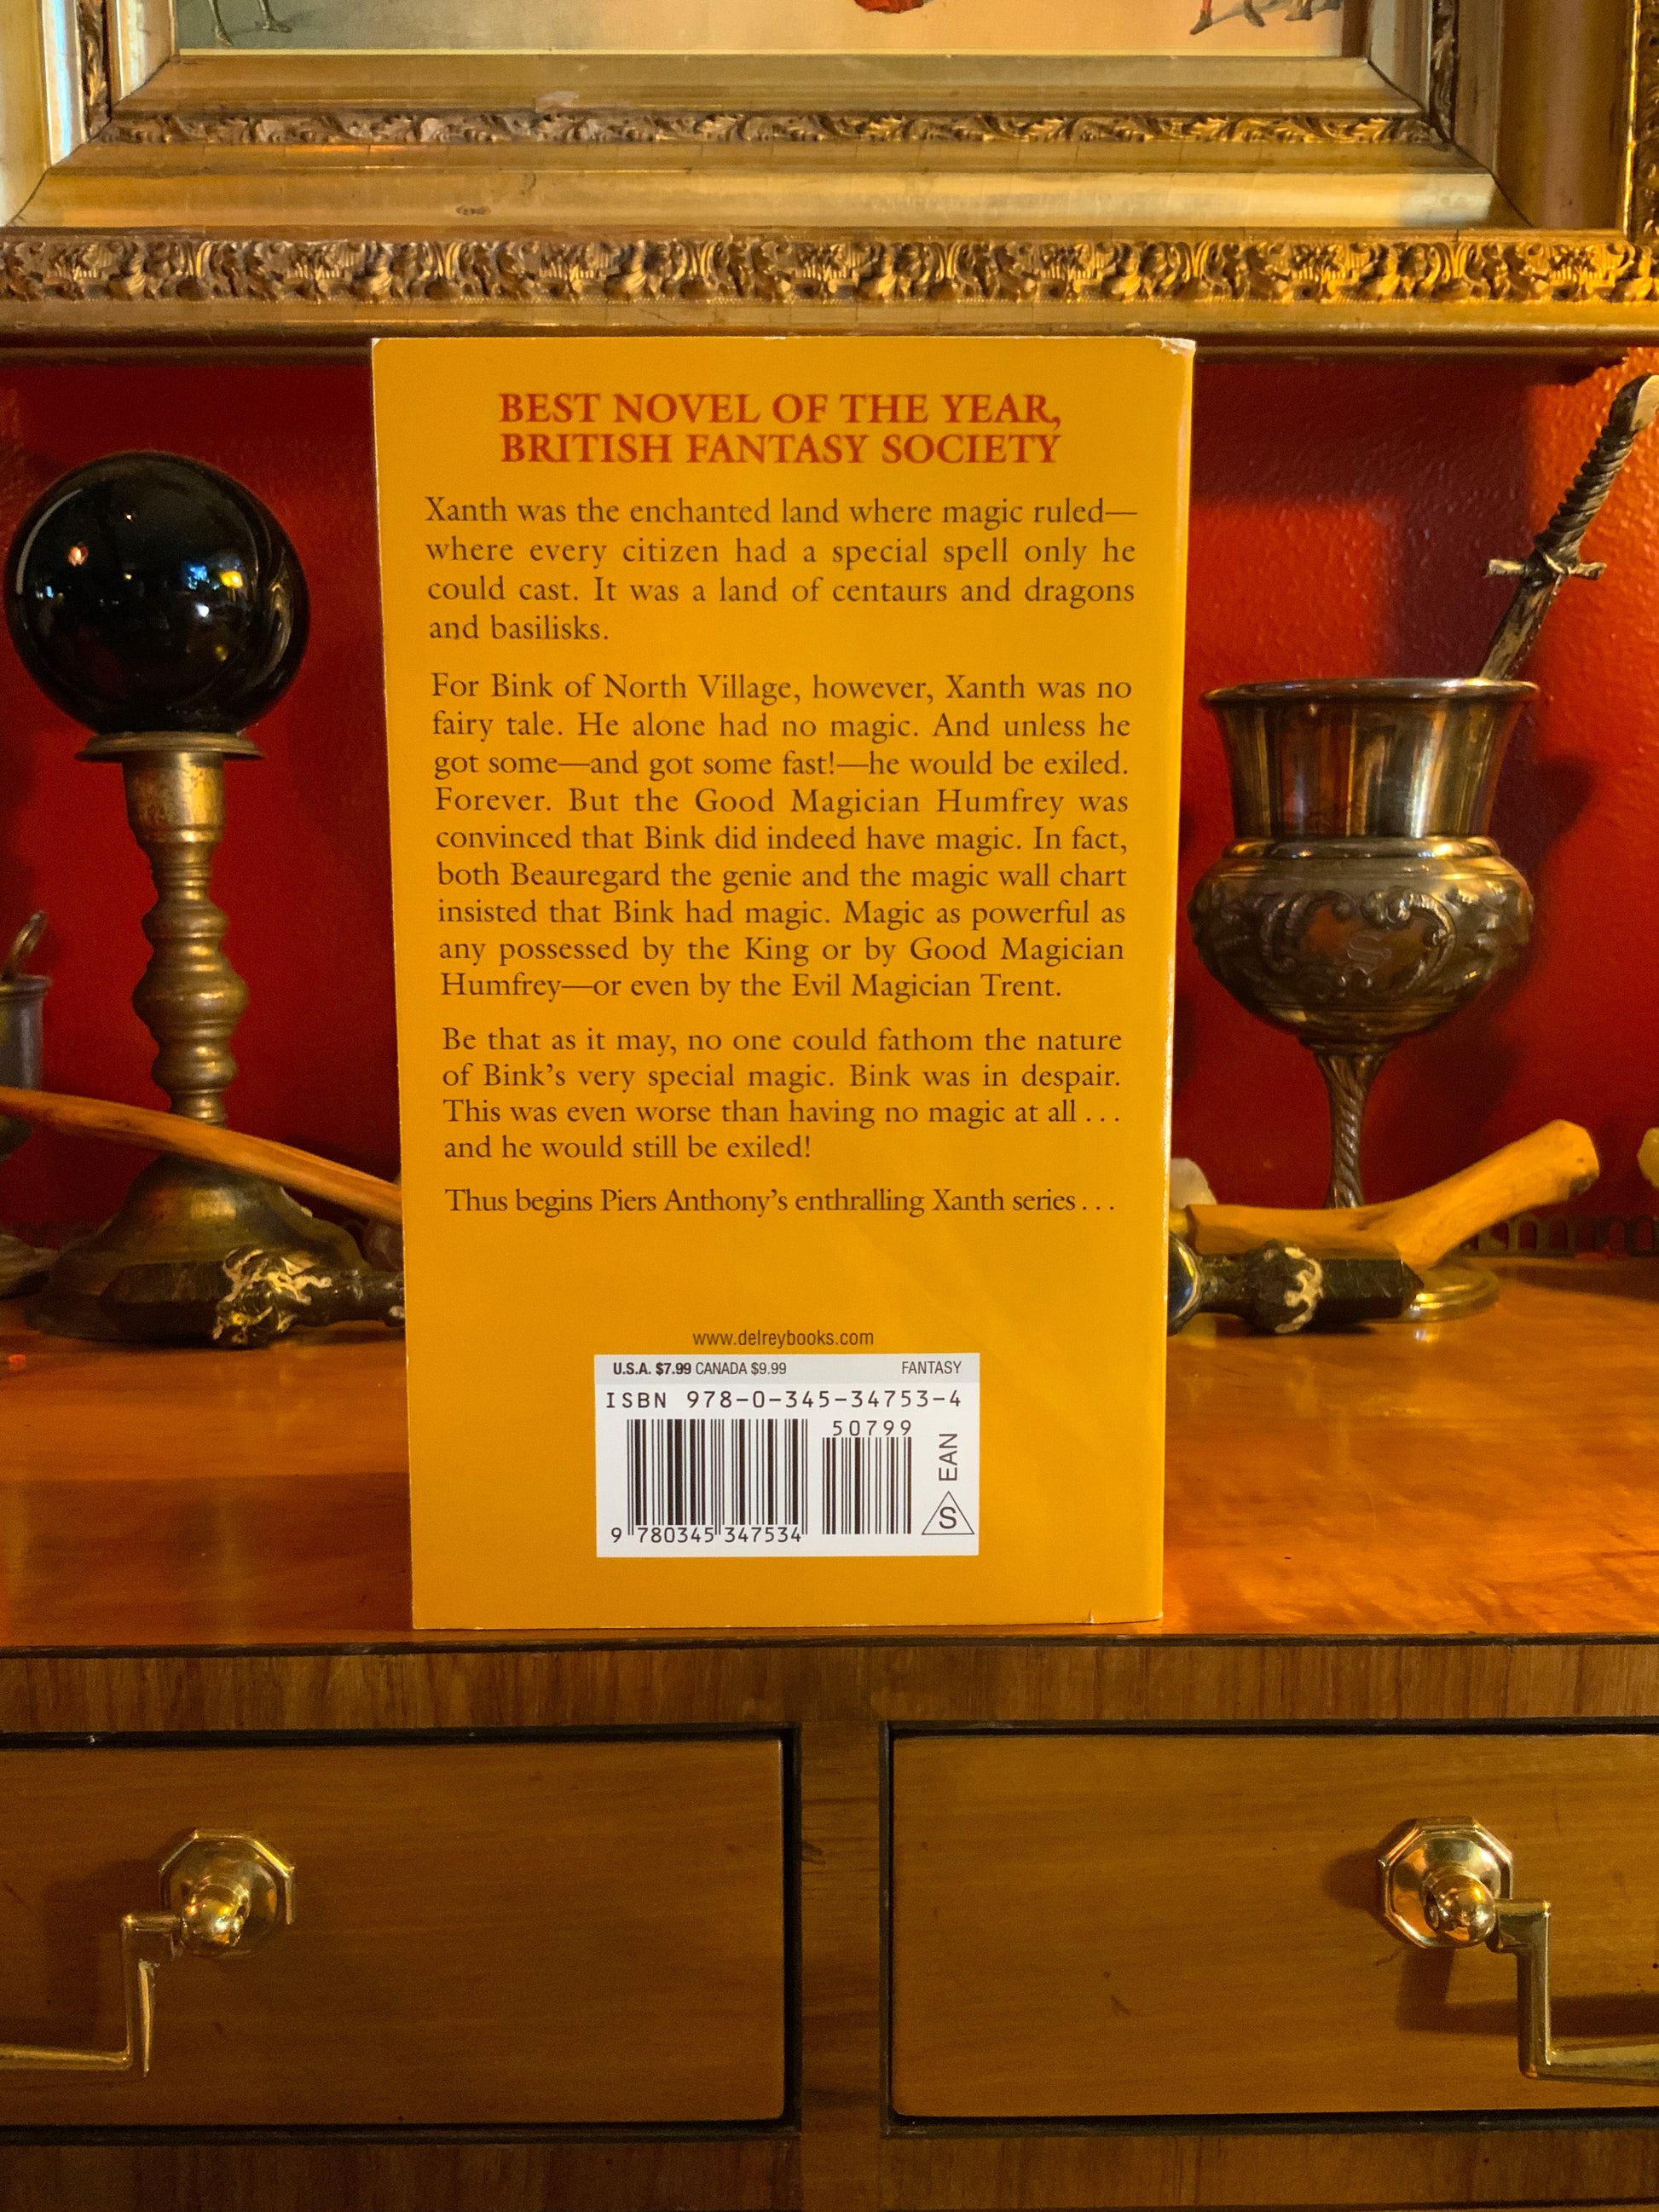 BEST NOVEL OF THE YEAR,
BRITISH FANTASY SOCIETY
Xanth was the enchanted land where magic ruled—
where every citizen had a special spell only he
could cast. It was a land of centaurs and dragons
and basilisks.
For Bink of North Village, however, Xanth was no
fairy tale. He alone had no magic. And unless he
got some—and got some fast!—he would be exiled.
Forever. But the Good Magician Humfrey was
convinced that Bink did indeed have magic. In fact,
both Beauregard the genie and the magic wall chart
insisted that Bink had magic. Magic as powerful as
any possessed by the King or by Good Magician
Humfrey—or even by the Evil Magician Trent.
Be that as it may, no one could fathom the nature
of Bink's very special magic. Bink was in despair.
This was even worse than having no magic at all . . .
and he would still be exiled!
Thus begins Piers Anthony's enthralling Xanth series . . .
www.delreybooks.com
U.S.A. $7.99 CANADA $9.99 FANTASY
ISBN 978-0-345-34753-4
50799
EAN
S
9 780345 347534